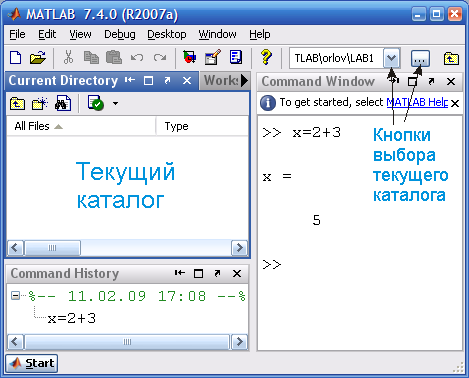 MATLAB 7.4.0 (R2007a)
File Edit View Debug Desktop Window Help
TLAB\orlov\LAB1
...
Current Directory
Works
All Files
Type
Текущий
каталог
Command History
%-- 11.02.09 17:08 --%
x=2+3
Command Window
To get started, select MATLAB Help
>> x=2+3
x =
5
>>
Кнопки
выбора
текущего
каталога
Start